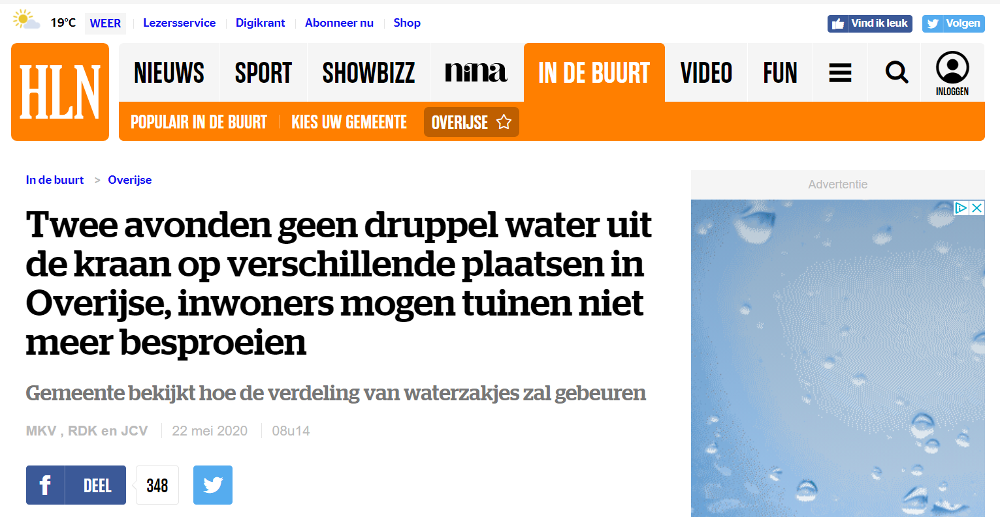 19°C WEER Lezersservice Digikrant Abonneer nu Shop Vind ik leuk Volgen
HLN
NIEUWS SPORT SHOWBIZZ nina IN DE BUURT VIDEO FUN
INLOGGEN
POPULAIR IN DE BUURT KIES UW GEMEENTE OVERIJSE
In de buurt > Overijse
Advertentie
Twee avonden geen druppel water uit
de kraan op verschillende plaatsen in
Overijse, inwoners mogen tuinen niet
meer besproeien
Gemeente bekijkt hoe de verdeling van waterzakjes zal gebeuren
MKV , RDK en JCV 22 mei 2020 08u14
f DEEL 348